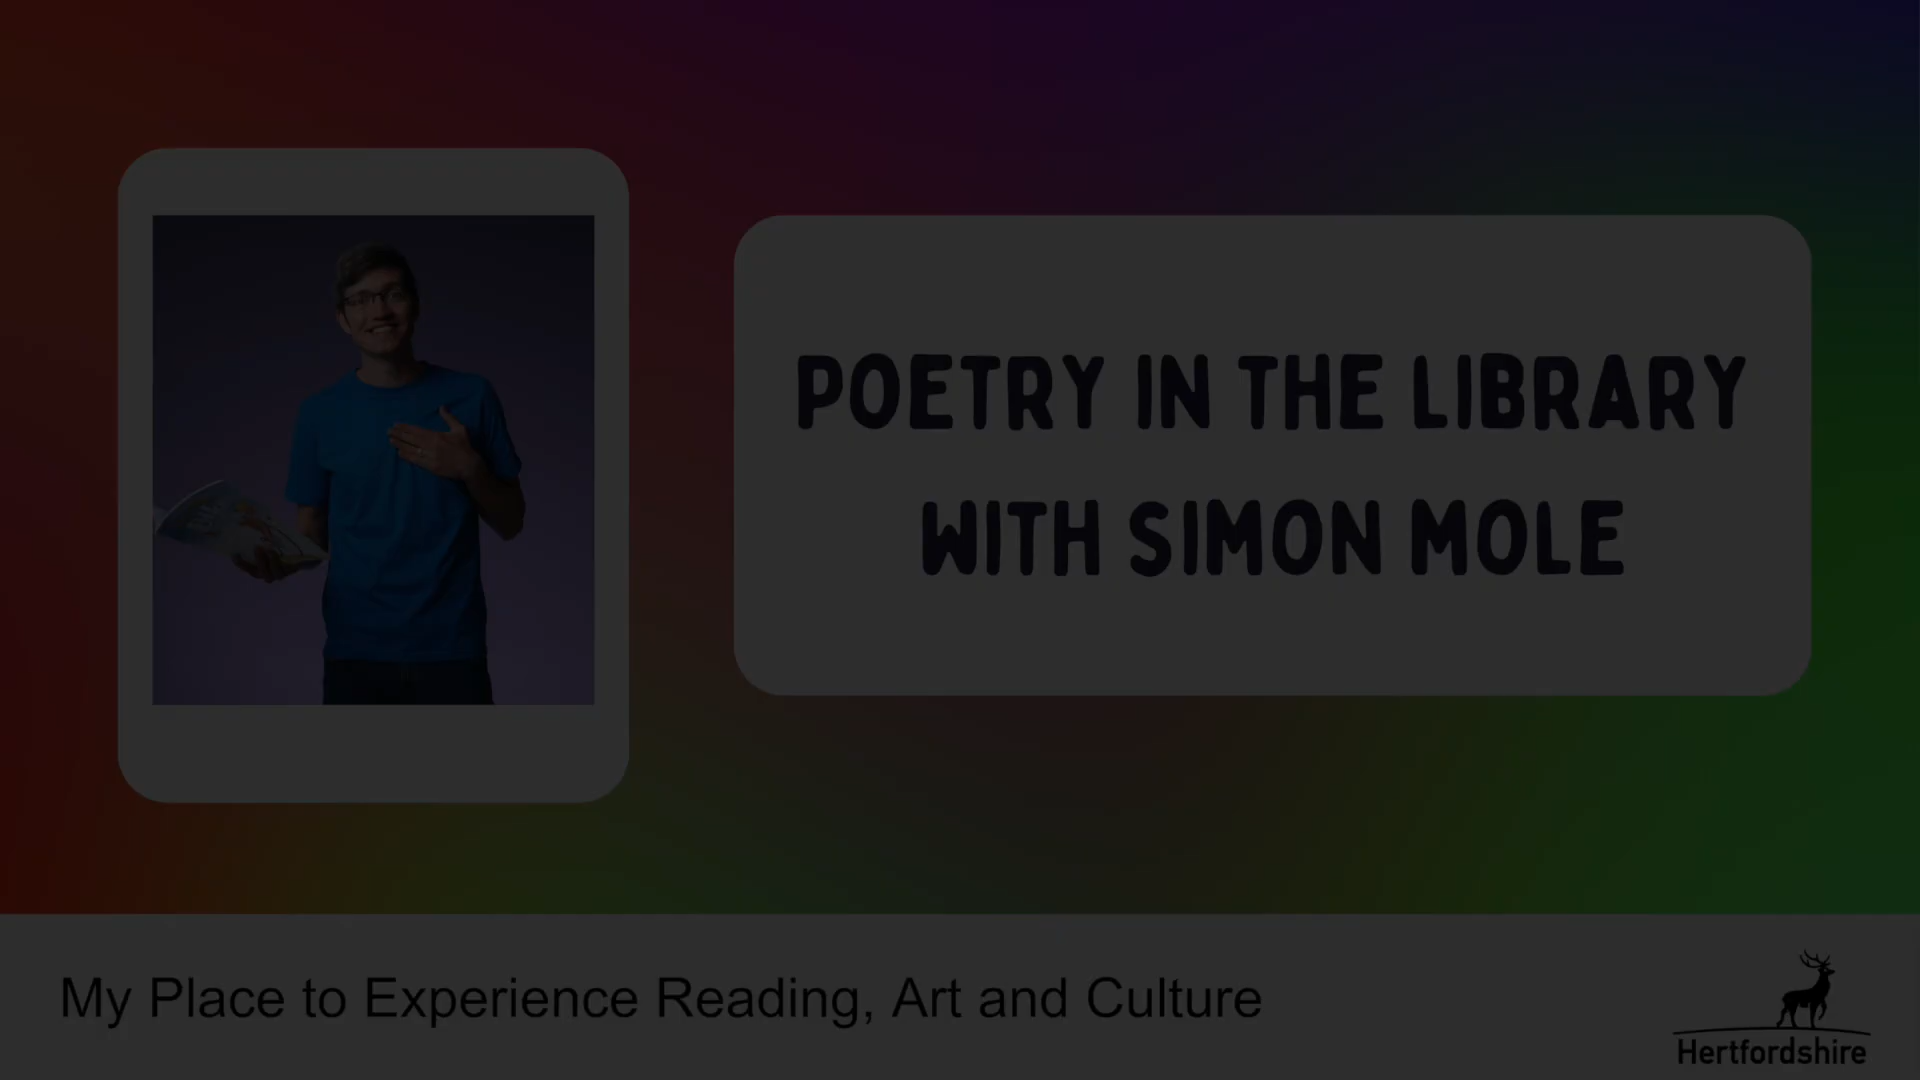 POETRY IN THE LIBRARY
WITH SIMON MOLE
My Place to Experience Reading, Art and Culture
Hertfordshire